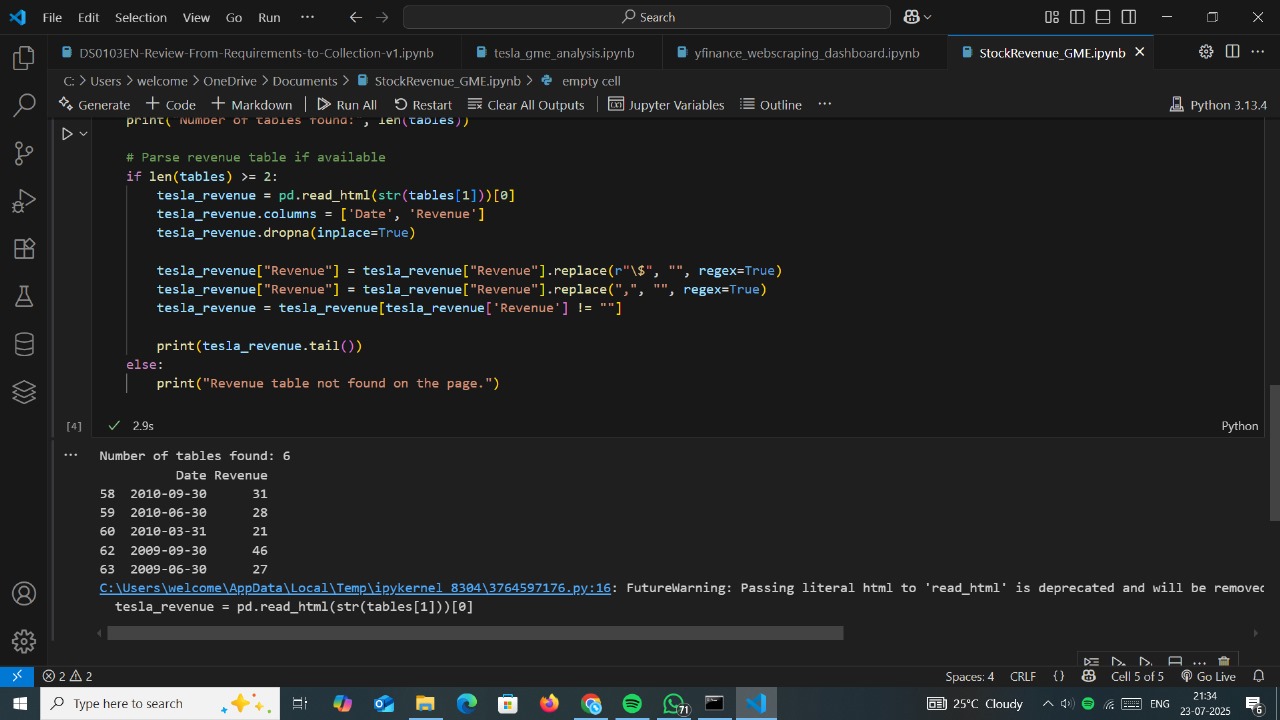 File Edit Selection View Go Run ··· Search
DS0103EN-Review-From-Requirements-to-Collection-v1.ipynb tesla_gme_analysis.ipynb yfinance_webscraping_dashboard.ipynb StockRevenue_GME.ipynb
C: > Users > welcome > OneDrive > Documents > StockRevenue_GME.ipynb > empty cell
Generate + Code + Markdown | Run All Restart Clear All Outputs | Jupyter Variables Outline ··· Python 3.13.4
print("Number of tables found:", len(tables))
# Parse revenue table if available
if len(tables) >= 2:
tesla_revenue = pd.read_html(str(tables[1]))[0]
tesla_revenue.columns = ['Date', 'Revenue']
tesla_revenue.dropna(inplace=True)
tesla_revenue["Revenue"] = tesla_revenue["Revenue"].replace(r"\$", "", regex=True)
tesla_revenue["Revenue"] = tesla_revenue["Revenue"].replace(",", "", regex=True)
tesla_revenue = tesla_revenue[tesla_revenue['Revenue'] != ""]
print(tesla_revenue.tail())
else:
print("Revenue table not found on the page.")
[4] 2.9s Python
Number of tables found: 6
Date Revenue
58 2010-09-30 31
59 2010-06-30 28
60 2010-03-31 21
62 2009-09-30 46
63 2009-06-30 27
C:\Users\welcome\AppData\Local\Temp\ipykernel_8304\3764597176.py:16: FutureWarning: Passing literal html to 'read_html' is deprecated and will be removed
tesla_revenue = pd.read_html(str(tables[1]))[0]
2 2 Spaces: 4 CRLF {} Cell 5 of 5 Go Live
Type here to search 71 25°C Cloudy ENG 21:34
23-07-2025 6